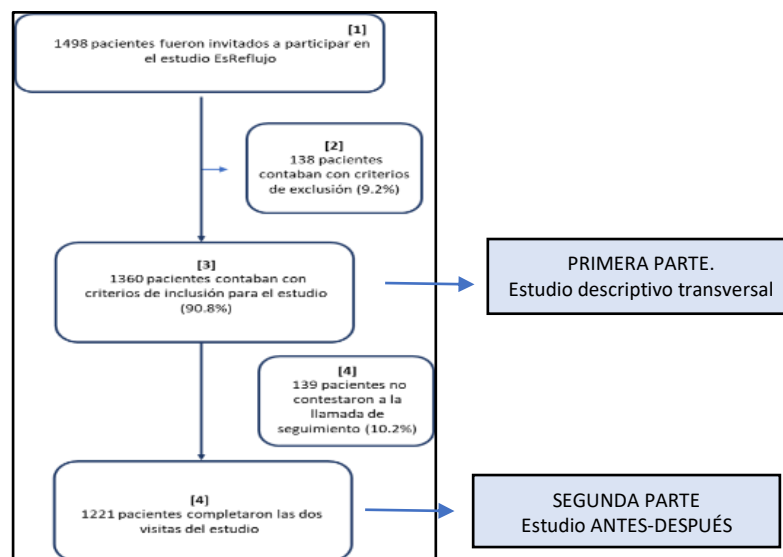 [1]
1498 pacientes fueron invitados a participar en
el estudio EsReflujo
[2]
138 pacientes
contaban con criterios
de exclusión (9.2%)
[3]
1360 pacientes contaban con
criterios de inclusión para el estudio
(90.8%)
PRIMERA PARTE.
Estudio descriptivo transversal
[4]
139 pacientes no
contestaron a la
llamada de
seguimiento (10.2%)
[4]
1221 pacientes completaron las dos
visitas del estudio
SEGUNDA PARTE
Estudio ANTES-DESPUÉS